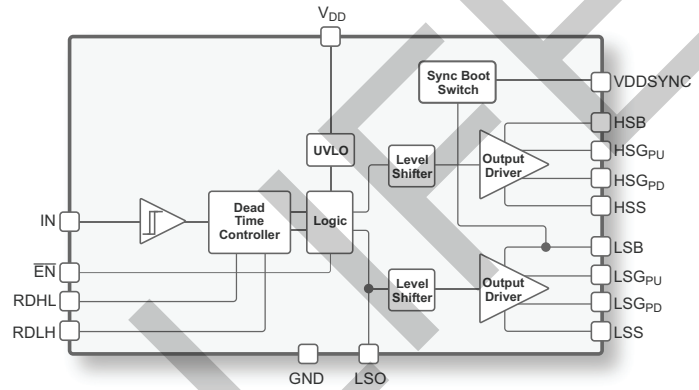 VDD
Sync Boot
Switch
VDDSYNC
HSB
UVLO
Level
Shifter
Output
Driver
HSGPU
HSGPD
HSS
IN
Dead
Time
Controller
Logic
EN
LSB
RDHL
Level
Shifter
Output
Driver
LSGPU
LSGPD
RDLH
LSS
GND
LSO